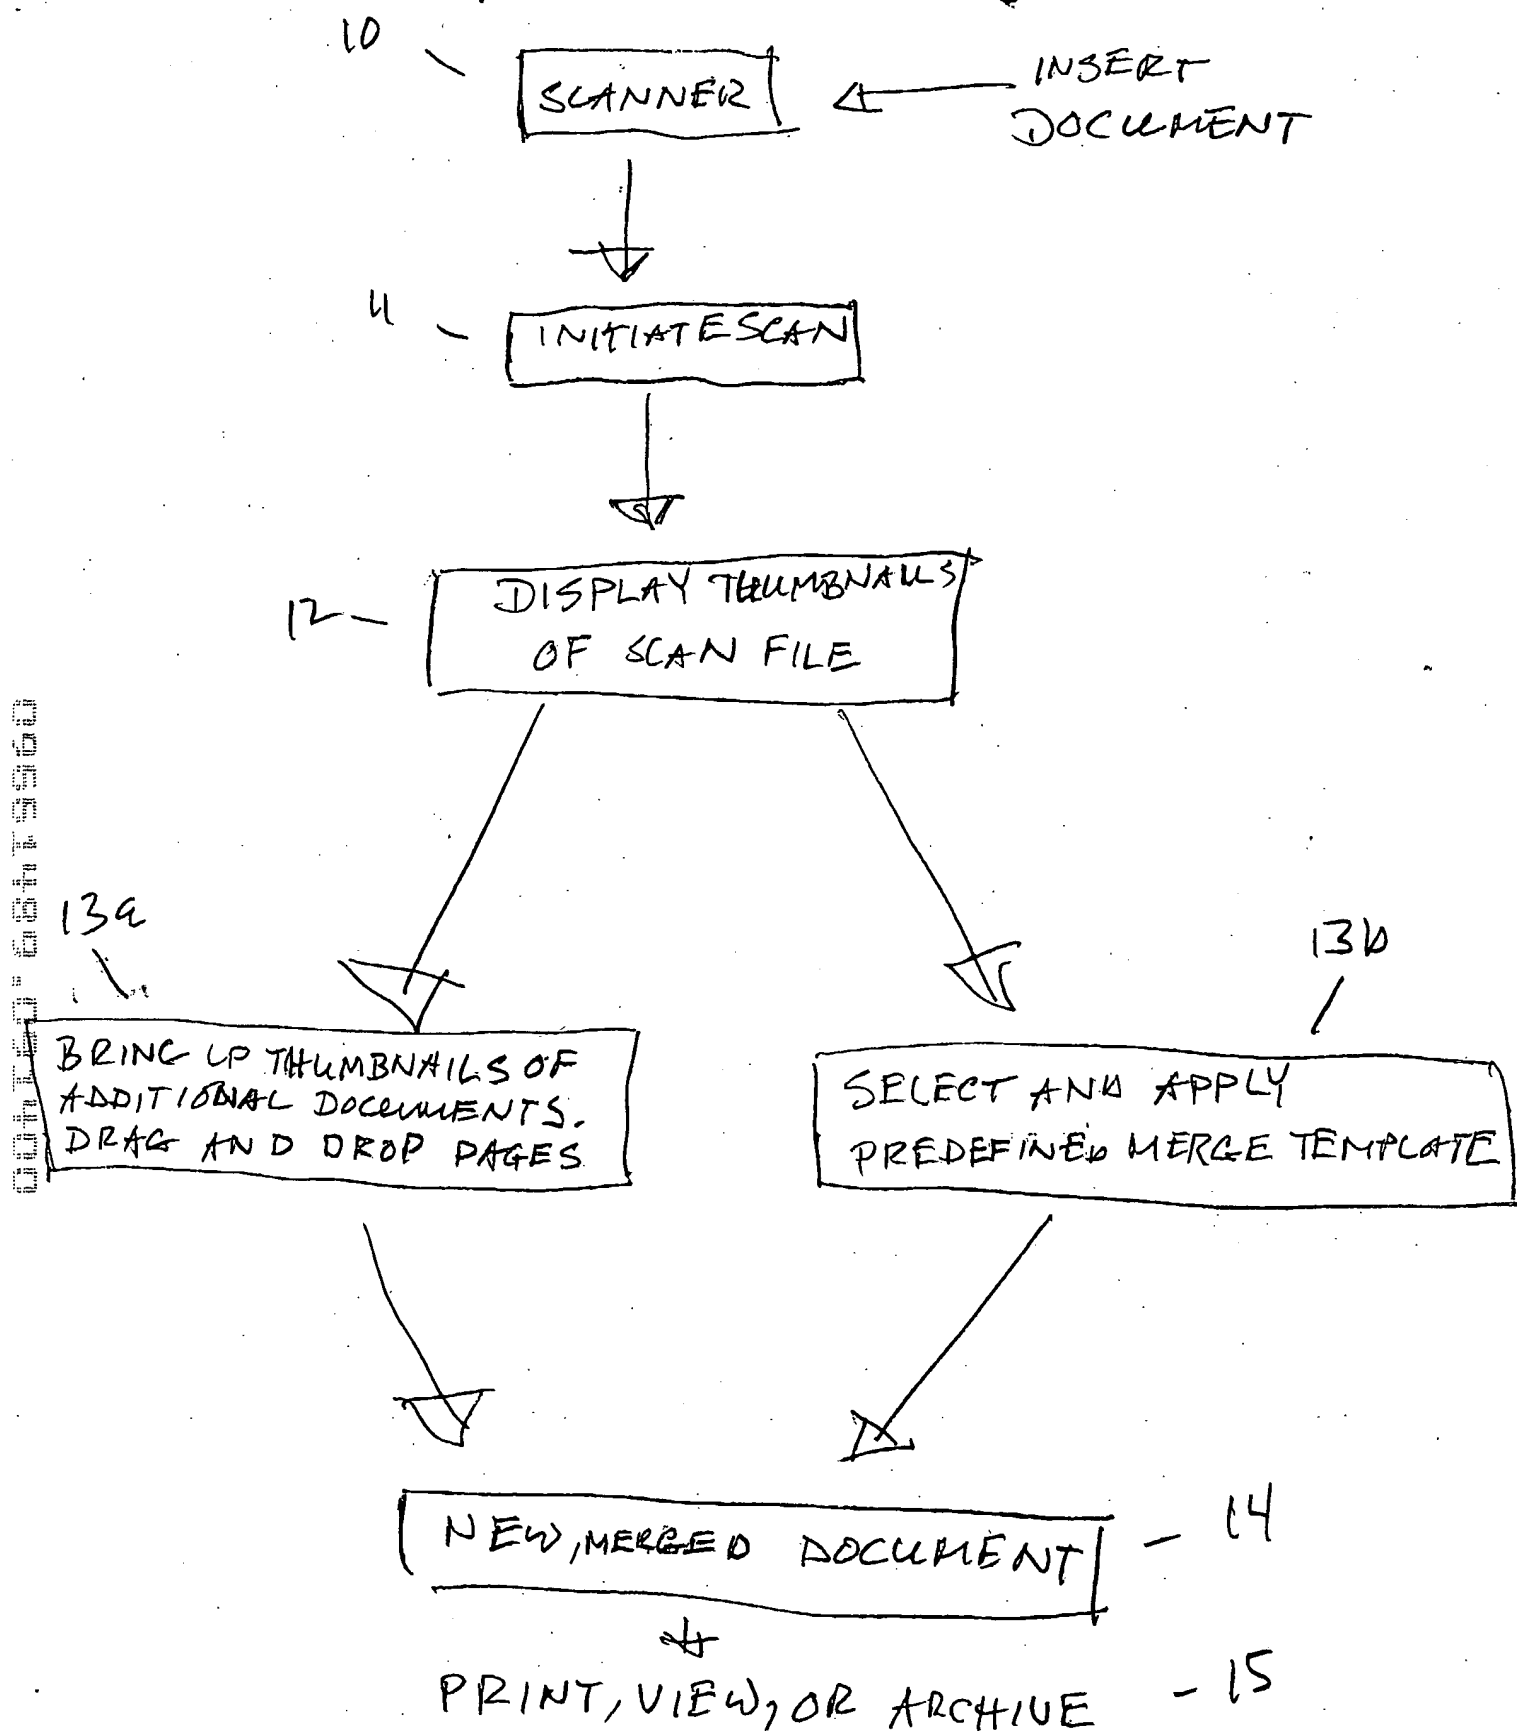 10
SCANNER
INSERT
DOCUMENT
11
INITIATE SCAN
12
DISPLAY THUMBNAILS
OF SCAN FILE
13a
BRING UP THUMBNAILS OF
ADDITIONAL DOCUMENTS.
DRAG AND DROP PAGES
13b
SELECT AND APPLY
PREDEFINED MERGE TEMPLATE
NEW, MERGED DOCUMENT
14
PRINT, VIEW, OR ARCHIVE
15